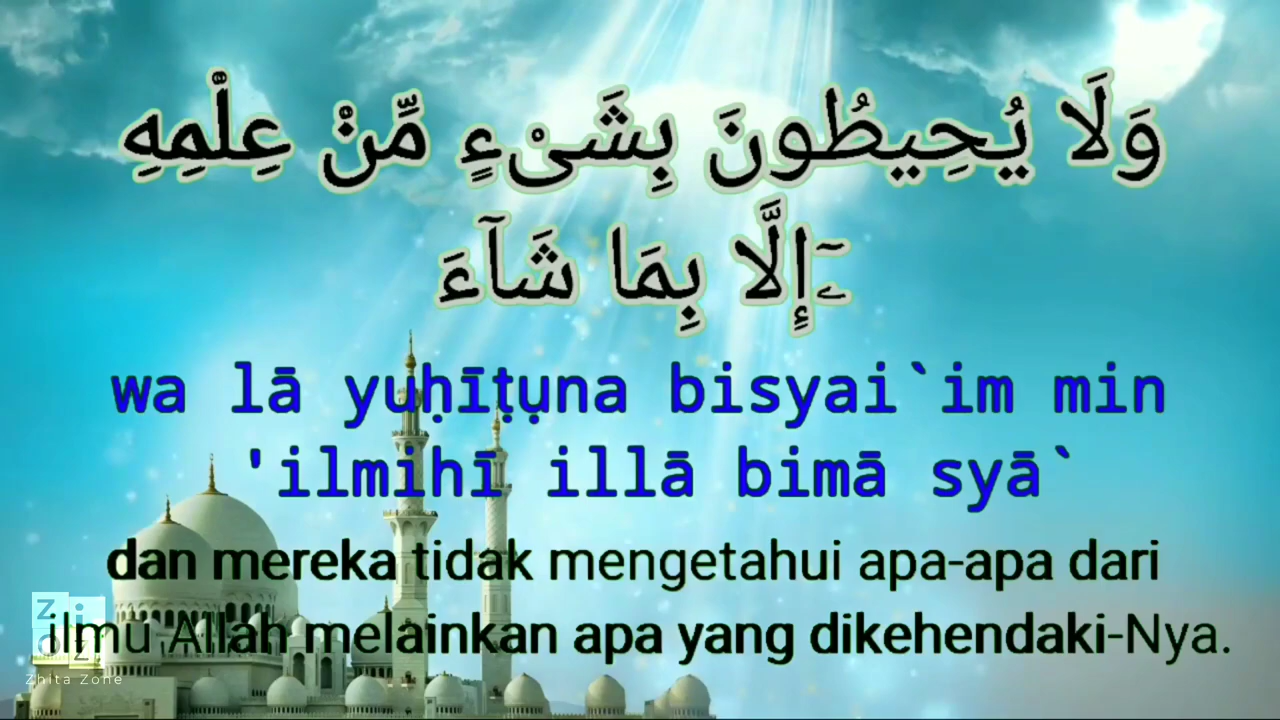 وَلَا يُحِيطُونَ بِشَىْءٍ مِّنْ عِلْمِهِ
ۦٓ إِلَّا بِمَا شَآءَ
wa lā yuḥīṭụna bisyai`im min
'ilmihī illā bimā syā`
dan mereka tidak mengetahui apa-apa dari
ilmu Allah melainkan apa yang dikehendaki-Nya.
Zhita Zone